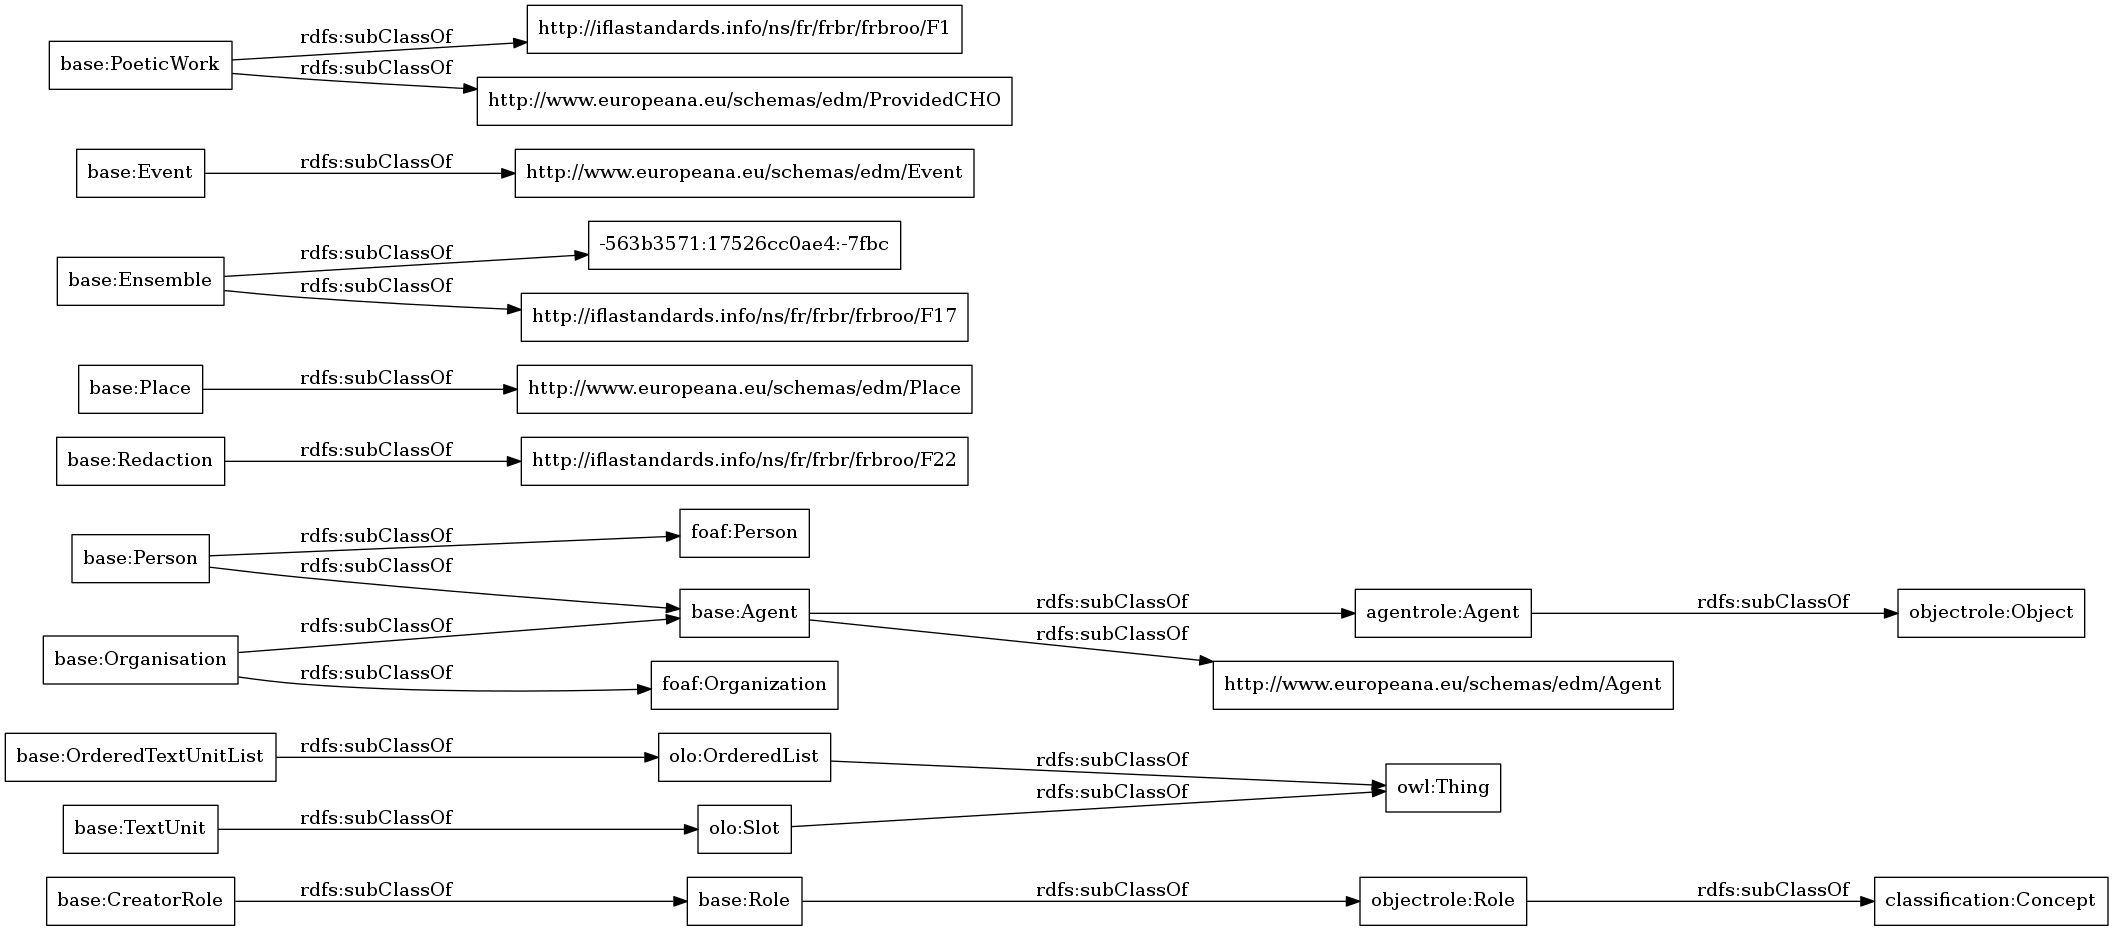 base:PoeticWork
rdfs:subClassOf
http://iflastandards.info/ns/fr/frbr/frbroo/F1
rdfs:subClassOf
http://www.europeana.eu/schemas/edm/ProvidedCHO
base:Event
rdfs:subClassOf
http://www.europeana.eu/schemas/edm/Event
base:Ensemble
rdfs:subClassOf
-563b3571:17526cc0ae4:-7fbc
rdfs:subClassOf
http://iflastandards.info/ns/fr/frbr/frbroo/F17
base:Place
rdfs:subClassOf
http://www.europeana.eu/schemas/edm/Place
base:Redaction
rdfs:subClassOf
http://iflastandards.info/ns/fr/frbr/frbroo/F22
base:Person
rdfs:subClassOf
foaf:Person
rdfs:subClassOf
base:Agent
rdfs:subClassOf
agentrole:Agent
rdfs:subClassOf
objectrole:Object
rdfs:subClassOf
http://www.europeana.eu/schemas/edm/Agent
base:Organisation
rdfs:subClassOf
rdfs:subClassOf
foaf:Organization
base:OrderedTextUnitList
rdfs:subClassOf
olo:OrderedList
rdfs:subClassOf
owl:Thing
base:TextUnit
rdfs:subClassOf
olo:Slot
rdfs:subClassOf
base:CreatorRole
rdfs:subClassOf
base:Role
rdfs:subClassOf
objectrole:Role
rdfs:subClassOf
classification:Concept